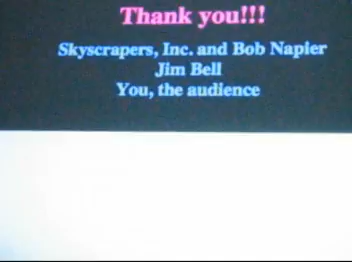 Thank you!!!
Skyscrapers, Inc. and Bob Napier
Jim Bell
You, the audience